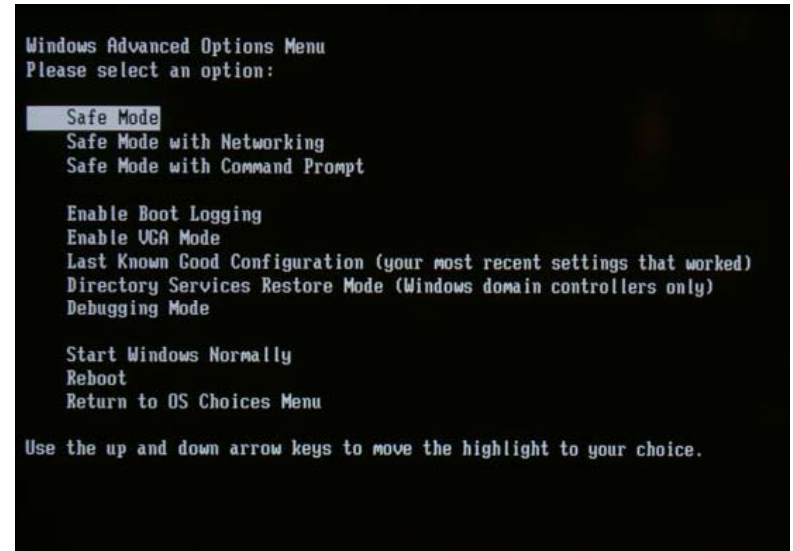 Windows Advanced Options Menu
Please select an option:
Safe Mode
Safe Mode with Networking
Safe Mode with Command Prompt
Enable Boot Logging
Enable VGA Mode
Last Known Good Configuration (your most recent settings that worked)
Directory Services Restore Mode (Windows domain controllers only)
Debugging Mode
Start Windows Normally
Reboot
Return to OS Choices Menu
Use the up and down arrow keys to move the highlight to your choice.